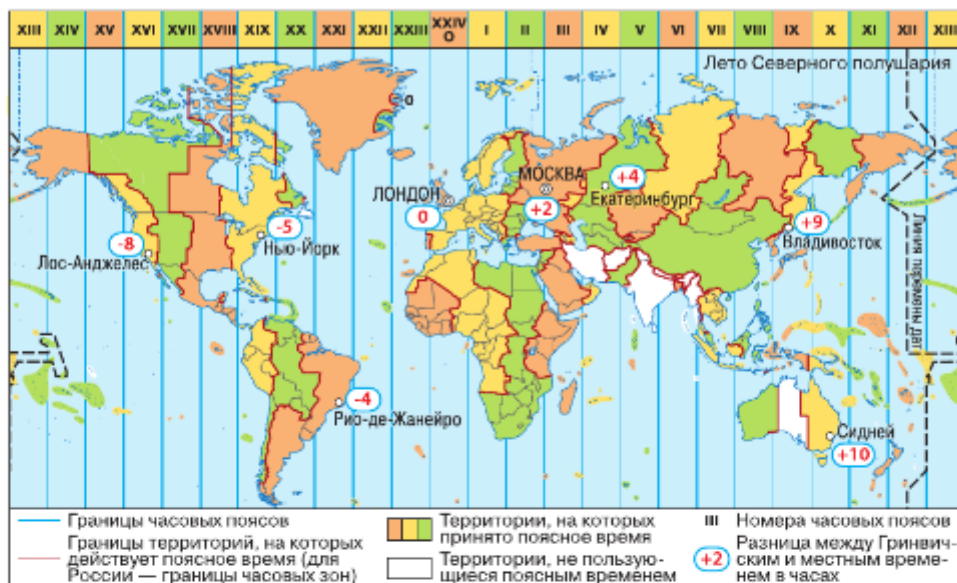 XIII XIV XV XVI XVII XVIII XIX XX XXI XXII XXIII XXIV I II III IV V VI VII VIII IX X XI XII XIII
O
Лето Северного полушария
МОСКВА
+4
ЛОНДОН
Екатеринбург
0
+2
-5
+9
-8
Нью-Йорк
Владивосток
Лос-Анджелес
Линия перемены дат
-4
Рио-де-Жанейро
Сидней
+10
Границы часовых поясов
Границы территорий, на которых
действует поясное время (для
России — границы часовых зон)
Территории, на которых
принято поясное время
Территории, не пользую-
щиеся поясным временем
III Номера часовых поясов
+2 Разница между Гринвич-
ским и местным време-
нем в часах